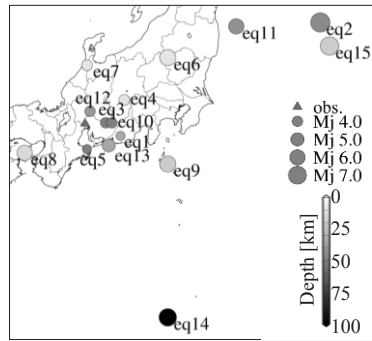 eq11
eq2
eq15
eq6
eq7
eq4
eq12
eq3
eq10
eq1
eq8
eq5
eq13
eq9
obs.
Mj 4.0
Mj 5.0
Mj 6.0
Mj 7.0
Depth [km]
0
25
50
75
100
eq14